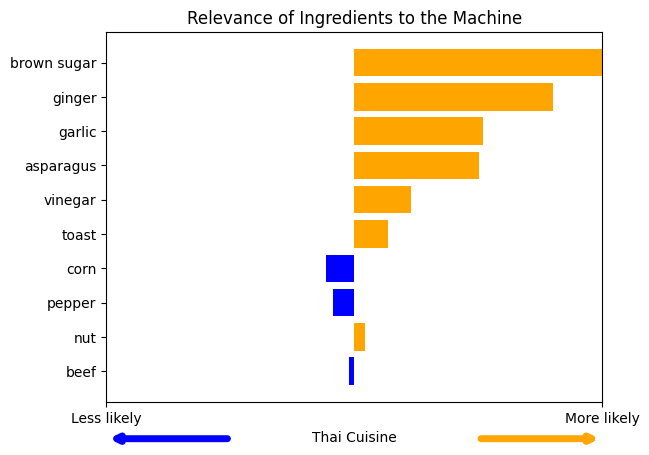 Relevance of Ingredients to the Machine
brown sugar
ginger
garlic
asparagus
vinegar
toast
corn
pepper
nut
beef
Less likely
More likely
Thai Cuisine